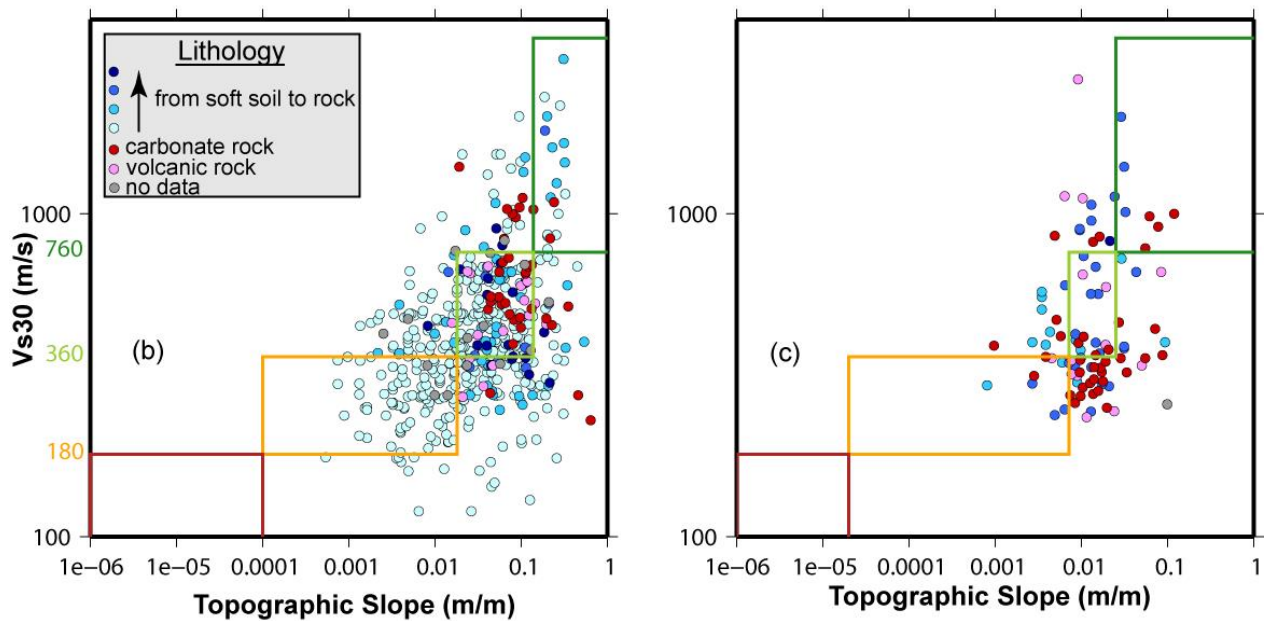 Lithology
from soft soil to rock
carbonate rock
volcanic rock
no data
(b)
Vs30 (m/s)
1000
760
360
180
100
1e−06 1e−05 0.0001 0.001 0.01 0.1 1
Topographic Slope (m/m)
(c)
1000
100
1e−06 1e−05 0.0001 0.001 0.01 0.1 1
Topographic Slope (m/m)